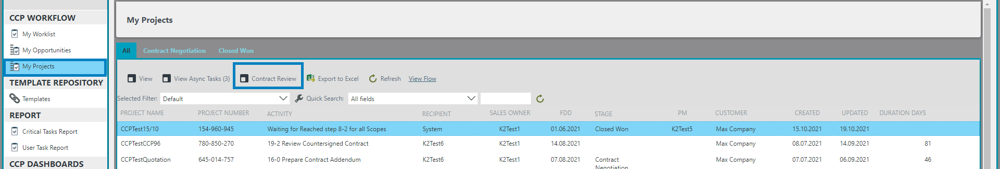 CCP WORKFLOW
My Worklist
My Opportunities
My Projects
TEMPLATE REPOSITORY
Templates
REPORT
Critical Tasks Report
User Task Report
CCP DASHBOARDS
My Projects
All Contract Negotiation Closed Won
View View Async Tasks (3) Contract Review Export to Excel Refresh View Flow
Selected Filter: Default Quick Search: All fields
PROJECT NAME PROJECT NUMBER ACTIVITY RECIPIENT SALES OWNER FDD STAGE PM CUSTOMER CREATED UPDATED DURATION DAYS
CCPTest15/10 154-960-945 Waiting for Reached step 8-2 for all Scopes System K2Test1 01.06.2021 Closed Won K2Test5 Max Company 15.10.2021 19.10.2021
CCPTestCCP96 780-850-270 19-2 Review Countersigned Contract K2Test6 K2Test1 14.08.2021 Max Company 08.07.2021 14.09.2021 81
CCPTestQuotation 645-014-757 16-0 Prepare Contract Addendum K2Test6 K2Test1 07.08.2021 Contract Max Company 07.07.2021 06.09.2021 46
Negotiation